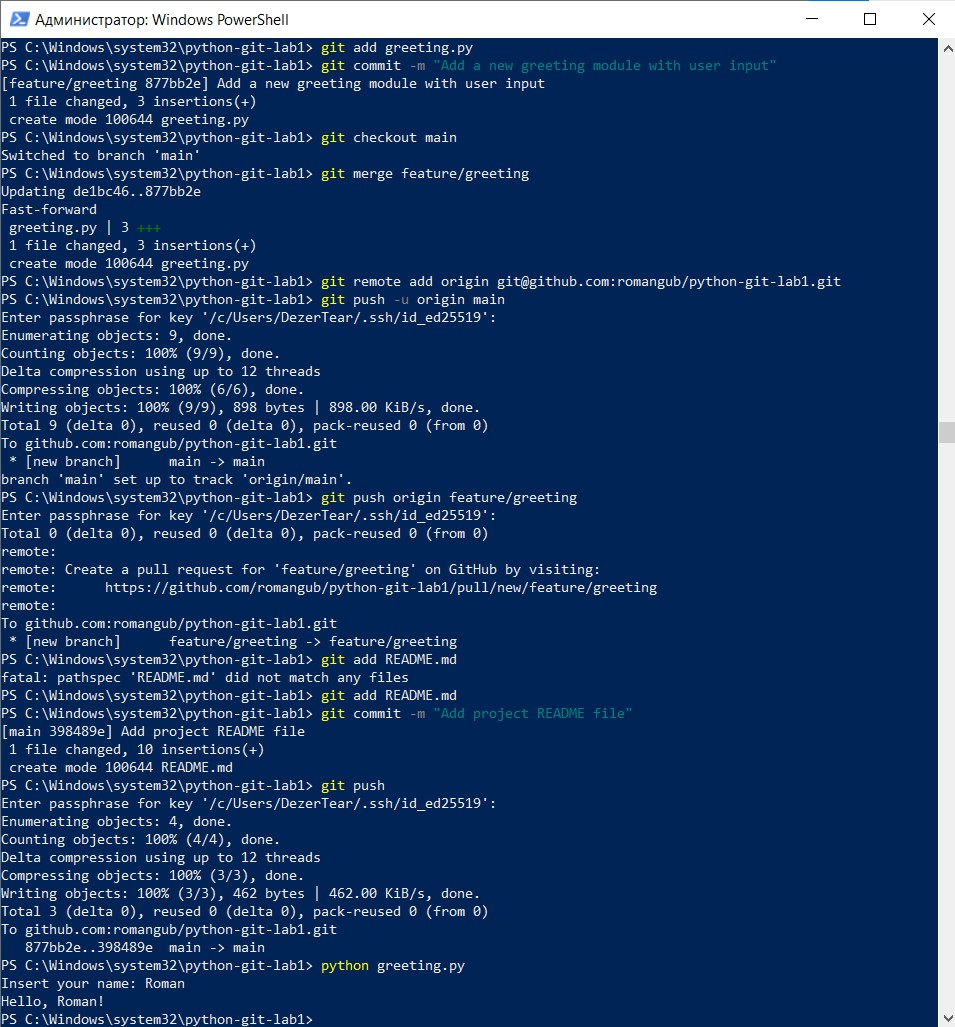 Администратор: Windows PowerShell
PS C:\Windows\system32\python-git-lab1> git add greeting.py
PS C:\Windows\system32\python-git-lab1> git commit -m "Add a new greeting module with user input"
[feature/greeting 877bb2e] Add a new greeting module with user input
 1 file changed, 3 insertions(+)
 create mode 100644 greeting.py
PS C:\Windows\system32\python-git-lab1> git checkout main
Switched to branch 'main'
PS C:\Windows\system32\python-git-lab1> git merge feature/greeting
Updating de1bc46..877bb2e
Fast-forward
 greeting.py | 3 +++
 1 file changed, 3 insertions(+)
 create mode 100644 greeting.py
PS C:\Windows\system32\python-git-lab1> git remote add origin git@github.com:romangub/python-git-lab1.git
PS C:\Windows\system32\python-git-lab1> git push -u origin main
Enter passphrase for key '/c/Users/DezerTear/.ssh/id_ed25519':
Enumerating objects: 9, done.
Counting objects: 100% (9/9), done.
Delta compression using up to 12 threads
Compressing objects: 100% (6/6), done.
Writing objects: 100% (9/9), 898 bytes | 898.00 KiB/s, done.
Total 9 (delta 0), reused 0 (delta 0), pack-reused 0 (from 0)
To github.com:romangub/python-git-lab1.git
 * [new branch]      main -> main
branch 'main' set up to track 'origin/main'.
PS C:\Windows\system32\python-git-lab1> git push origin feature/greeting
Enter passphrase for key '/c/Users/DezerTear/.ssh/id_ed25519':
Total 0 (delta 0), reused 0 (delta 0), pack-reused 0 (from 0)
remote:
remote: Create a pull request for 'feature/greeting' on GitHub by visiting:
remote:      https://github.com/romangub/python-git-lab1/pull/new/feature/greeting
remote:
To github.com:romangub/python-git-lab1.git
 * [new branch]      feature/greeting -> feature/greeting
PS C:\Windows\system32\python-git-lab1> git add README.md
fatal: pathspec 'README.md' did not match any files
PS C:\Windows\system32\python-git-lab1> git add README.md
PS C:\Windows\system32\python-git-lab1> git commit -m "Add project README file"
[main 398489e] Add project README file
 1 file changed, 10 insertions(+)
 create mode 100644 README.md
PS C:\Windows\system32\python-git-lab1> git push
Enter passphrase for key '/c/Users/DezerTear/.ssh/id_ed25519':
Enumerating objects: 4, done.
Counting objects: 100% (4/4), done.
Delta compression using up to 12 threads
Compressing objects: 100% (3/3), done.
Writing objects: 100% (3/3), 462 bytes | 462.00 KiB/s, done.
Total 3 (delta 0), reused 0 (delta 0), pack-reused 0 (from 0)
To github.com:romangub/python-git-lab1.git
   877bb2e..398489e  main -> main
PS C:\Windows\system32\python-git-lab1> python greeting.py
Insert your name: Roman
Hello, Roman!
PS C:\Windows\system32\python-git-lab1>